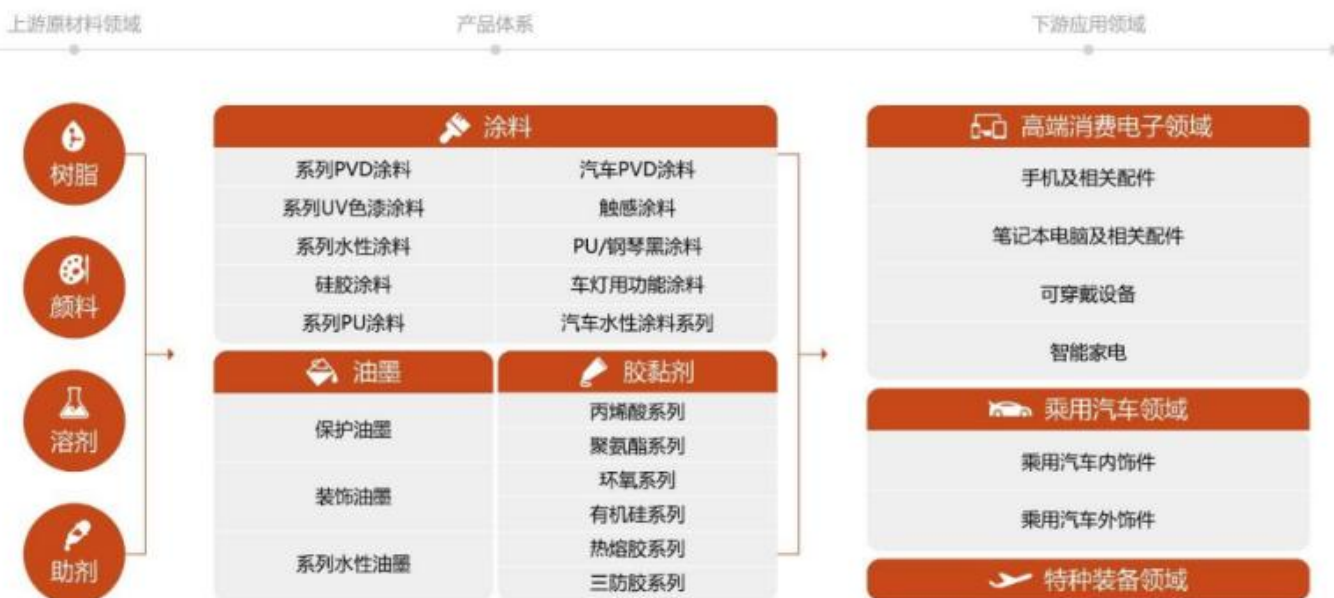 上游原材料领域
产品体系
下游应用领域
树脂
颜料
溶剂
助剂
涂料
系列PVD涂料 汽车PVD涂料
系列UV色漆涂料 触感涂料
系列水性涂料 PU/钢琴黑涂料
硅胶涂料 车灯用功能涂料
系列PU涂料 汽车水性涂料系列
油墨
保护油墨
装饰油墨
系列水性油墨
胶黏剂
丙烯酸系列
聚氨酯系列
环氧系列
有机硅系列
热熔胶系列
三防胶系列
高端消费电子领域
手机及相关配件
笔记本电脑及相关配件
可穿戴设备
智能家电
乘用汽车领域
乘用汽车内饰件
乘用汽车外饰件
特种装备领域